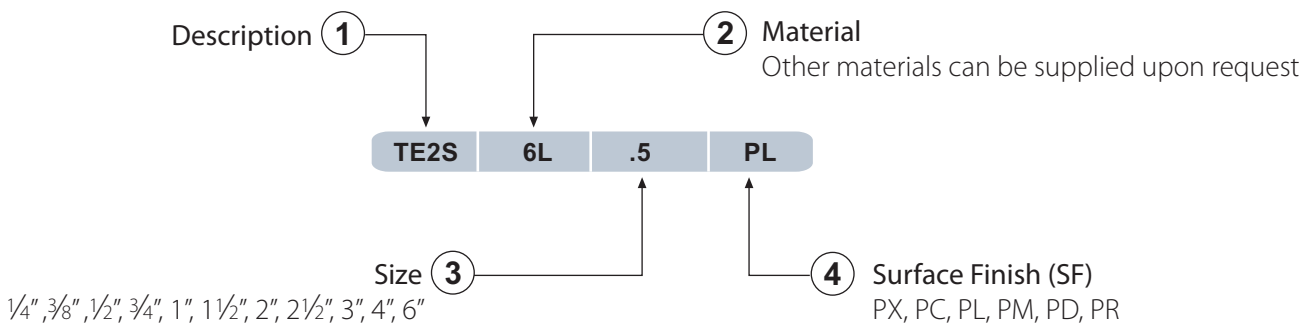 Description 1
2 Material
Other materials can be supplied upon request
TE2S 6L .5 PL
Size 3
¼”,⅜”,½”, ¾”, 1”, 1½”, 2”, 2½”, 3”, 4”, 6”
4 Surface Finish (SF)
PX, PC, PL, PM, PD, PR